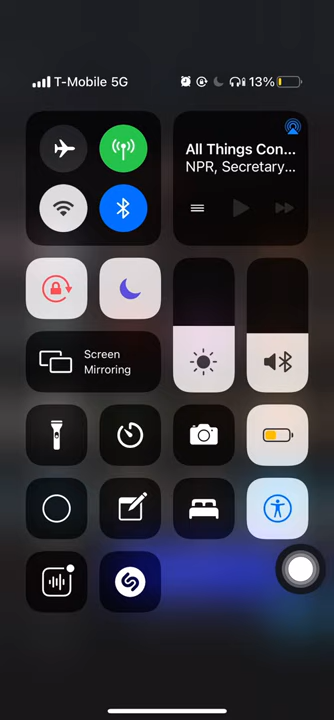 T-Mobile 5G 13%
All Things Con...
NPR, Secretary...
Screen
Mirroring